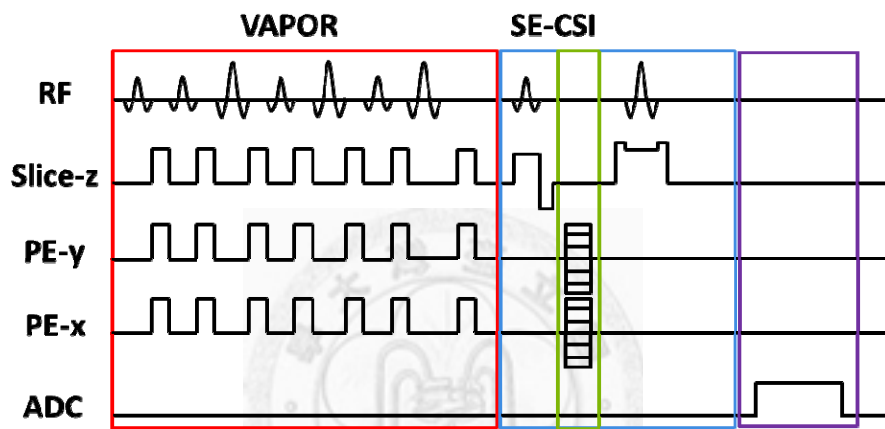 VAPOR SE-CSI
RF
Slice-z
PE-y
PE-x
ADC